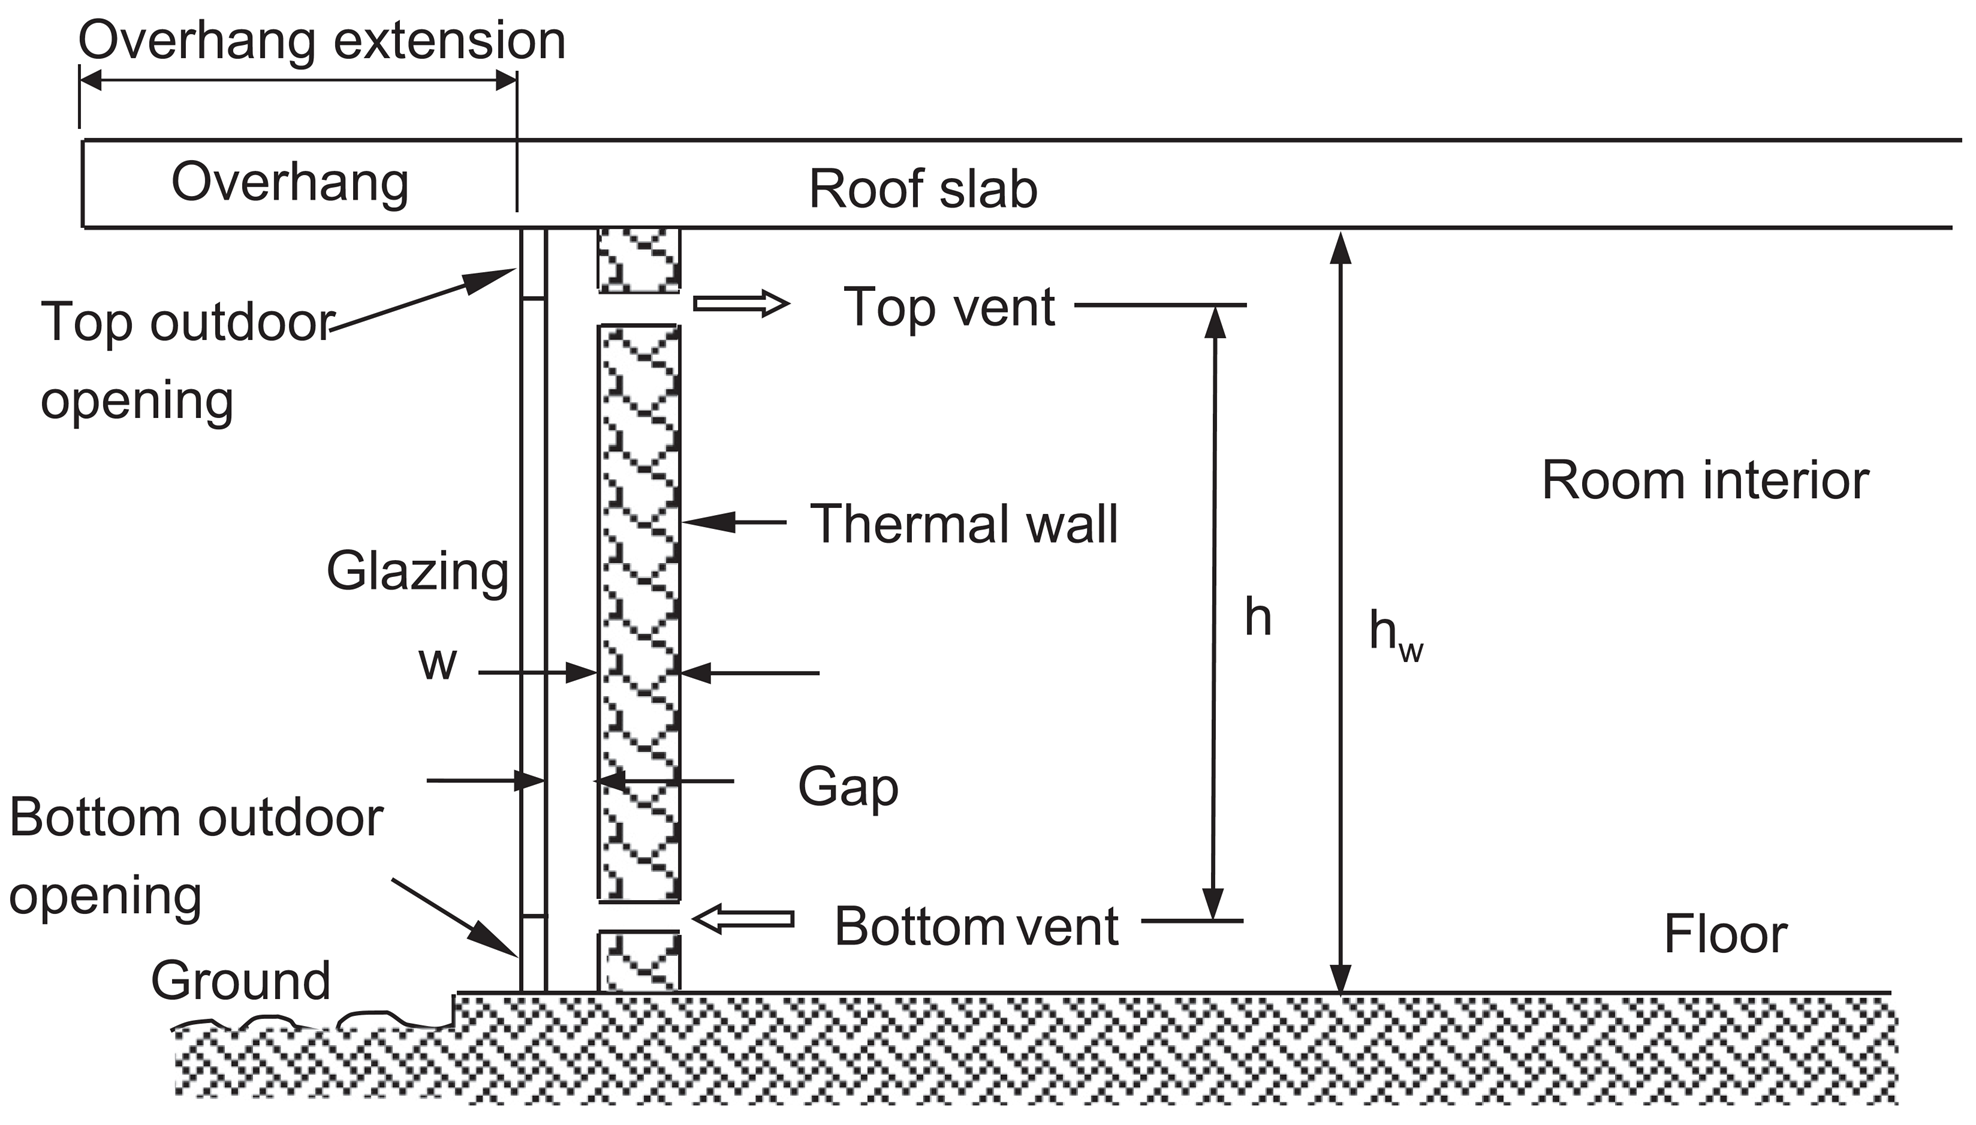 Overhang extension
Overhang
Roof slab
Top outdoor
opening
Top vent
Room interior
Thermal wall
Glazing
h
hw
w
Gap
Bottom outdoor
opening
Bottom vent
Floor
Ground